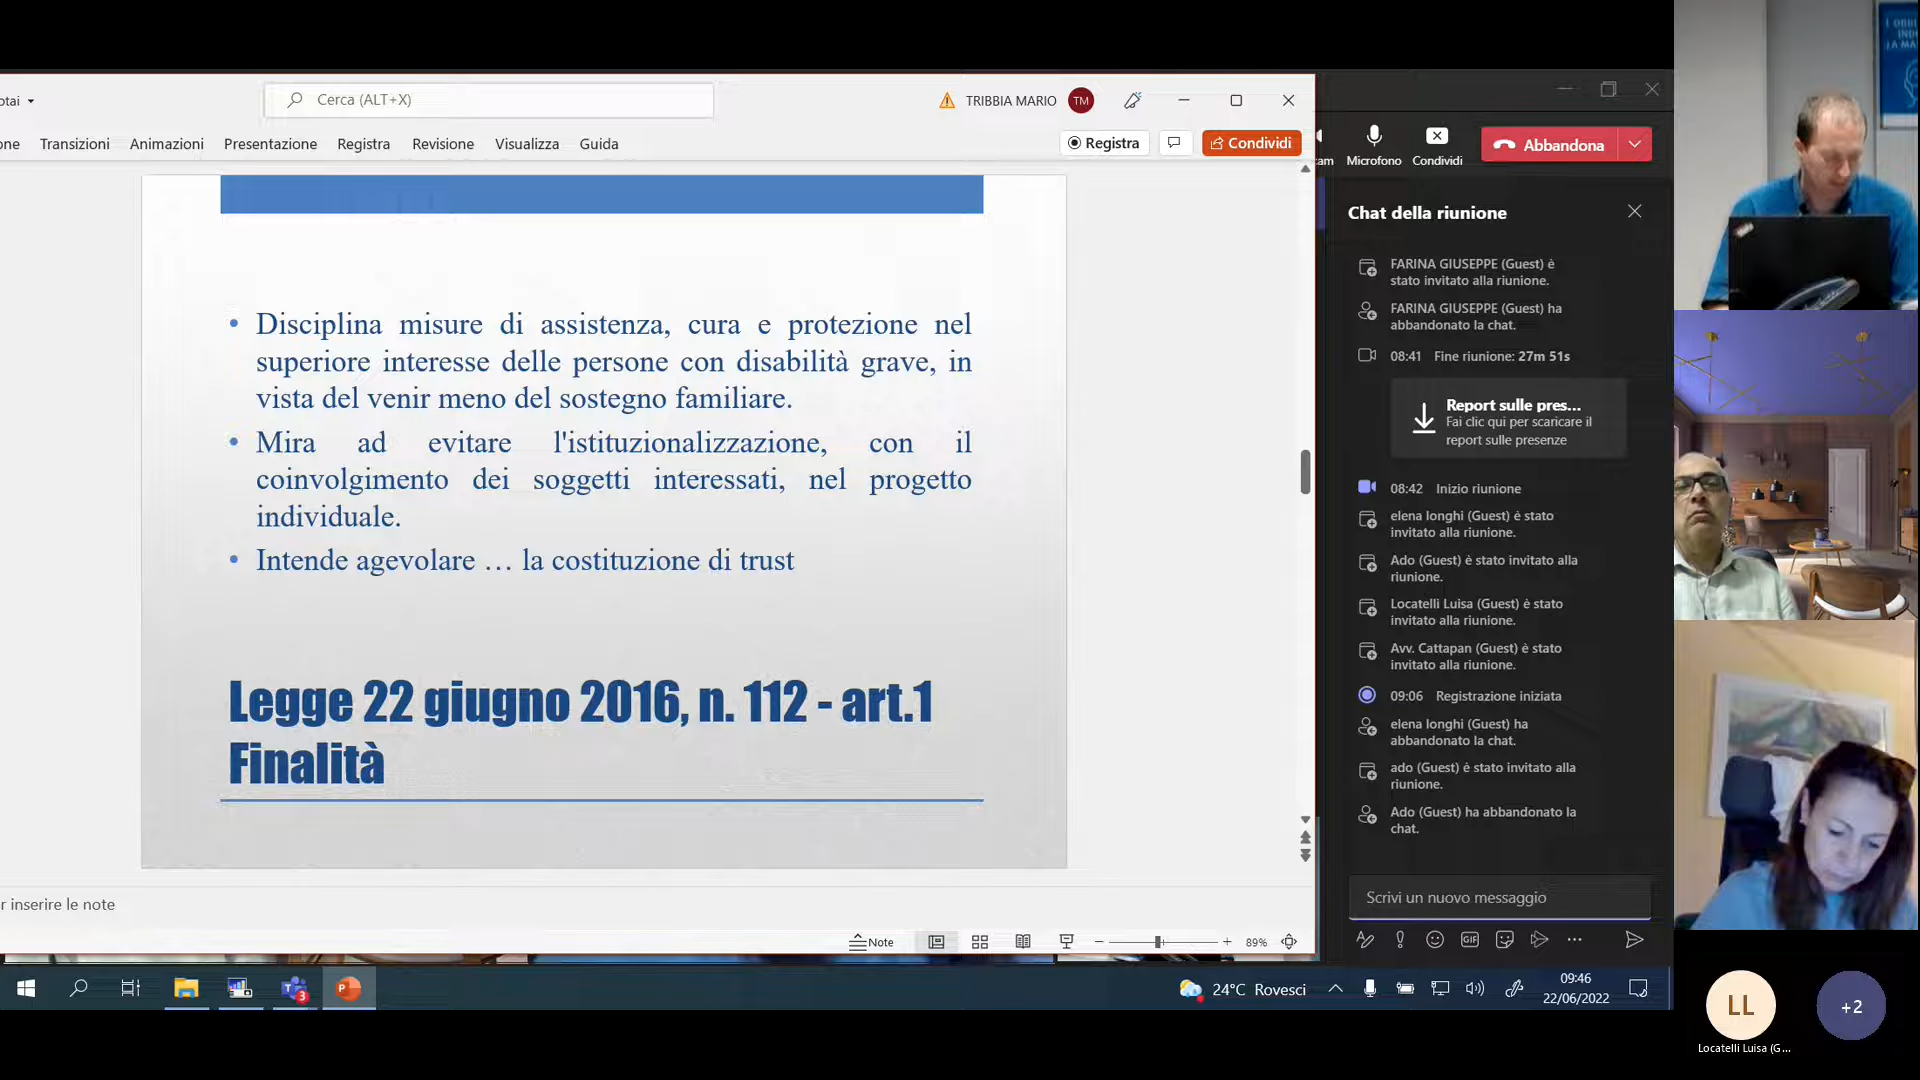 otai
Cerca (ALT+X)
TRIBBIA MARIO
TM
one
Transizioni
Animazioni
Presentazione
Registra
Revisione
Visualizza
Guida
Registra
Condividi
• Disciplina misure di assistenza, cura e protezione nel
superiore interesse delle persone con disabilità grave, in
vista del venir meno del sostegno familiare.
• Mira ad evitare l'istituzionalizzazione, con il
coinvolgimento dei soggetti interessati, nel progetto
individuale.
• Intende agevolare … la costituzione di trust
Legge 22 giugno 2016, n. 112 - art.1
Finalità
r inserire le note
Note
89%
am
Microfono
Condividi
Abbandona
Chat della riunione
FARINA GIUSEPPE (Guest) è
stato invitato alla riunione.
FARINA GIUSEPPE (Guest) ha
abbandonato la chat.
08:41 Fine riunione: 27m 51s
Report sulle pres...
Fai clic qui per scaricare il
report sulle presenze
08:42 Inizio riunione
elena longhi (Guest) è stato
invitato alla riunione.
Ado (Guest) è stato invitato alla
riunione.
Locatelli Luisa (Guest) è stato
invitato alla riunione.
Avv. Cattapan (Guest) è stato
invitato alla riunione.
09:06 Registrazione iniziata
elena longhi (Guest) ha
abbandonato la chat.
ado (Guest) è stato invitato alla
riunione.
Ado (Guest) ha abbandonato la
chat.
Scrivi un nuovo messaggio
GIF
3
P
24°C Rovesci
09:46
22/06/2022
LL
+2
Locatelli Luisa (G...